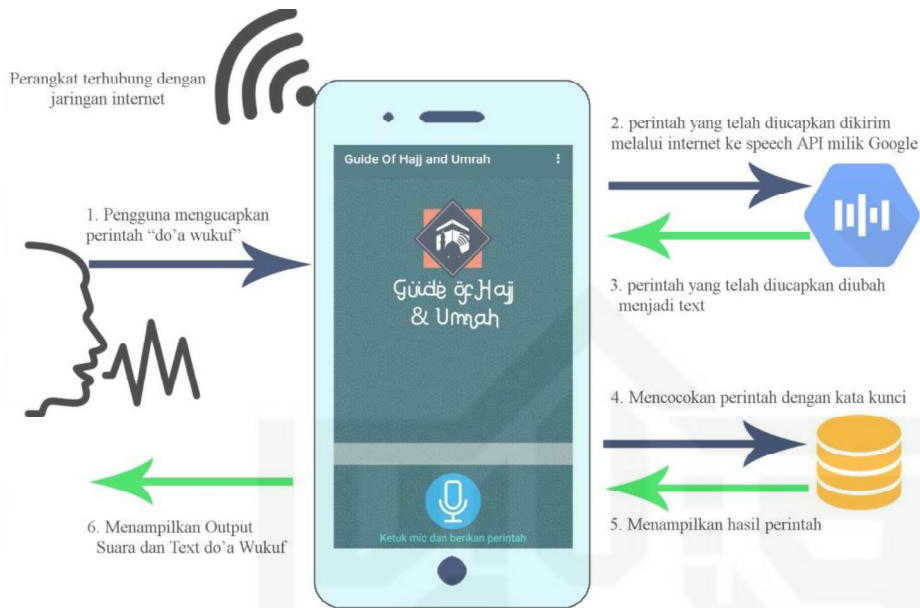 Perangkat terhubung dengan
jaringan internet
1. Pengguna mengucapkan
perintah “do’a wukuf”
Guide Of Hajj and Umrah
Guide of Hajj
& Umrah
2. perintah yang telah diucapkan dikirim
melalui internet ke speech API milik Google
3. perintah yang telah diucapkan diubah
menjadi text
4. Mencocokan perintah dengan kata kunci
5. Menampilkan hasil perintah
Ketuk mic dan berikan perintah
6. Menampilkan Output
Suara dan Text do’a Wukuf